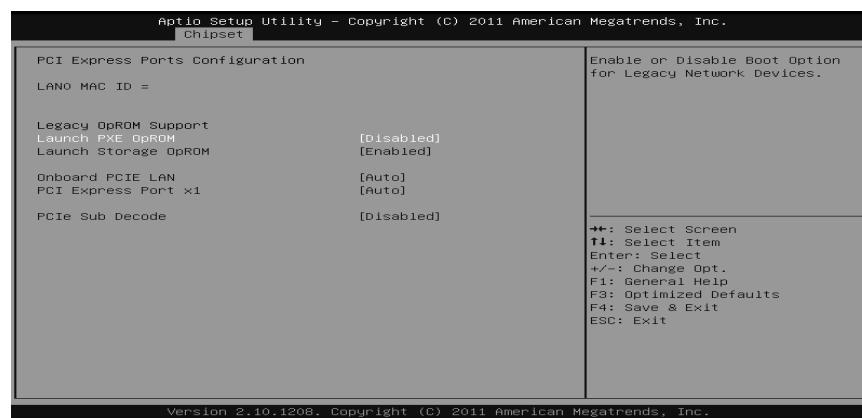 Aptio Setup Utility – Copyright (C) 2011 American Megatrends, Inc.
Chipset
PCI Express Ports Configuration
LAN0 MAC ID =
Legacy OpROM Support
Launch PXE OpROM [Disabled]
Launch Storage OpROM [Enabled]
Onboard PCIE LAN [Auto]
PCI Express Port x1 [Auto]
PCIe Sub Decode [Disabled]
Enable or Disable Boot Option
for Legacy Network Devices.
→←: Select Screen
↑↓: Select Item
Enter: Select
+/-: Change Opt.
F1: General Help
F3: Optimized Defaults
F4: Save & Exit
ESC: Exit
Version 2.10.1208. Copyright (C) 2011 American Megatrends, Inc.